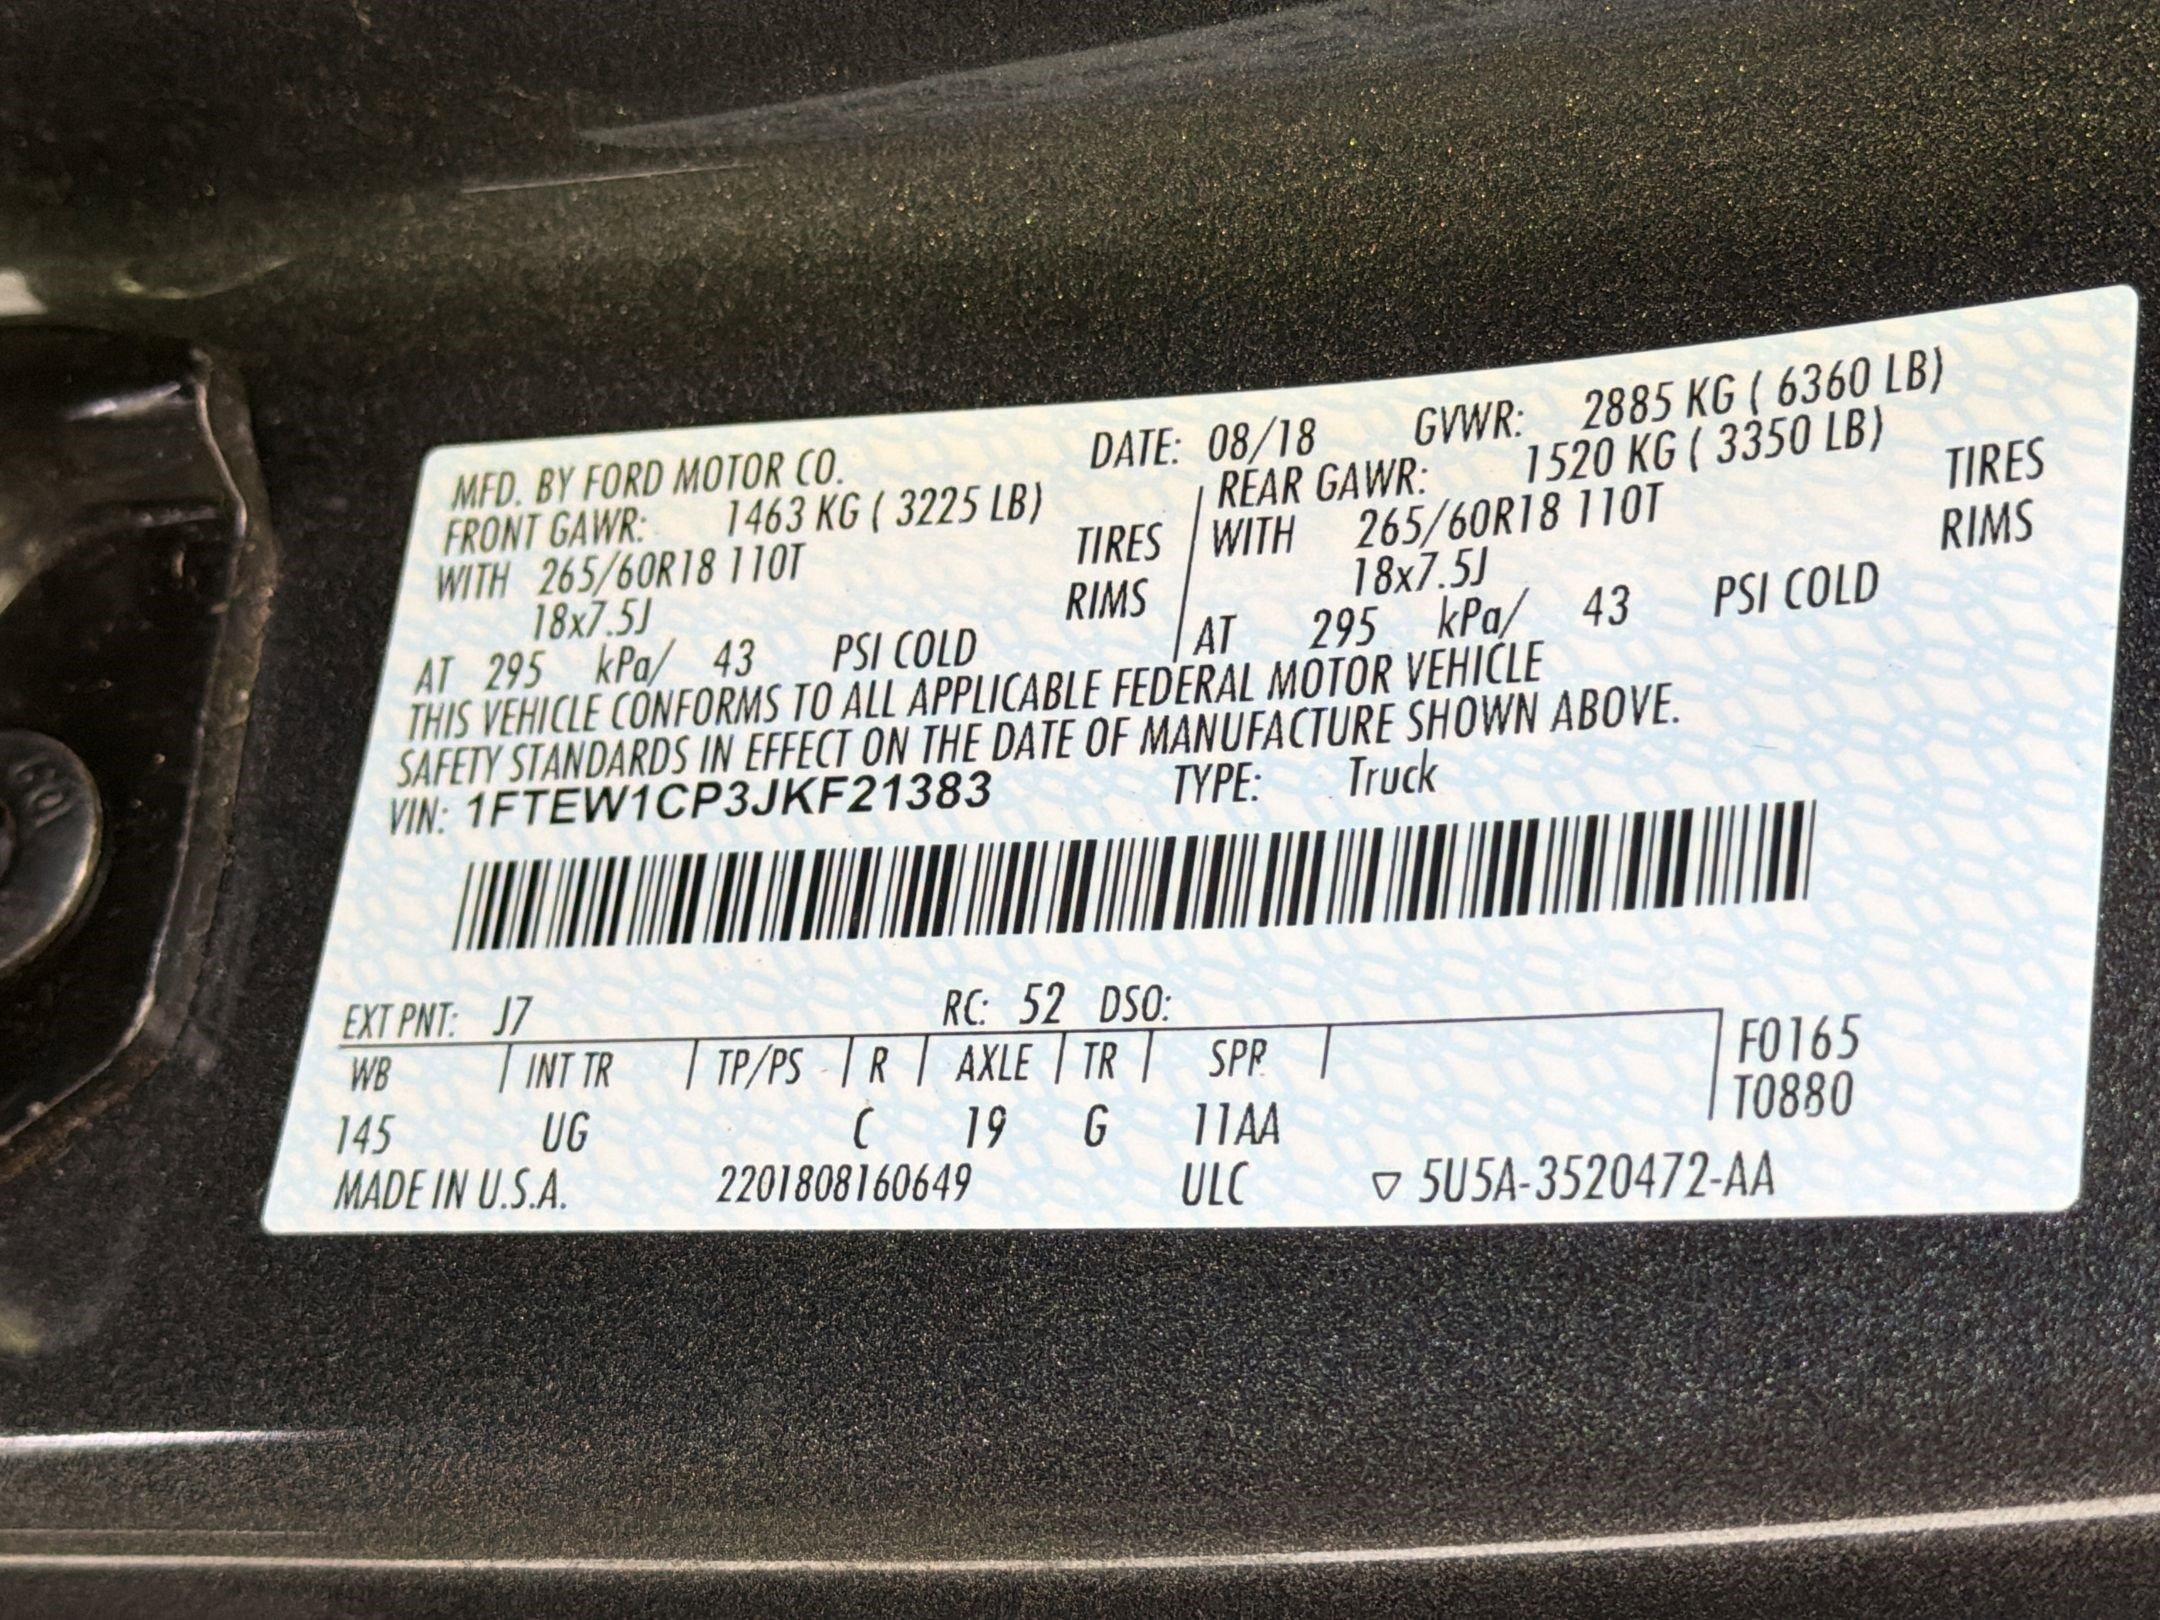 MFD. BY FORD MOTOR CO. DATE: 08/18 GVWR: 2885 KG ( 6360 LB)
FRONT GAWR: 1463 KG ( 3225 LB) REAR GAWR: 1520 KG ( 3350 LB)
WITH 265/60R18 110T TIRES WITH 265/60R18 110T TIRES
18x7.5J RIMS 18x7.5J RIMS
AT 295 kPa/ 43 PSI COLD AT 295 kPa/ 43 PSI COLD
THIS VEHICLE CONFORMS TO ALL APPLICABLE FEDERAL MOTOR VEHICLE
SAFETY STANDARDS IN EFFECT ON THE DATE OF MANUFACTURE SHOWN ABOVE.
VIN: 1FTEW1CP3JKF21383 TYPE: Truck
EXT PNT: J7 RC: 52 DSO:
WB INT TR TP/PS R AXLE TR SPR F0165
145 UG C 19 G 11AA T0880
MADE IN U.S.A. 2201808160649 ULC ▽ 5U5A-3520472-AA